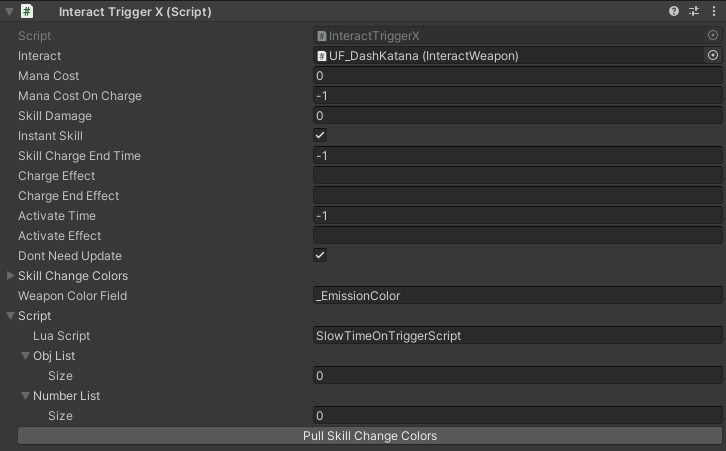 Interact Trigger X (Script)
Script InteractTriggerX
Interact UF_DashKatana (InteractWeapon)
Mana Cost 0
Mana Cost On Charge -1
Skill Damage 0
Instant Skill
Skill Charge End Time -1
Charge Effect
Charge End Effect
Activate Time -1
Activate Effect
Dont Need Update
Skill Change Colors
Weapon Color Field _EmissionColor
Script
Lua Script SlowTimeOnTriggerScript
Obj List
Size 0
Number List
Size 0
Pull Skill Change Colors